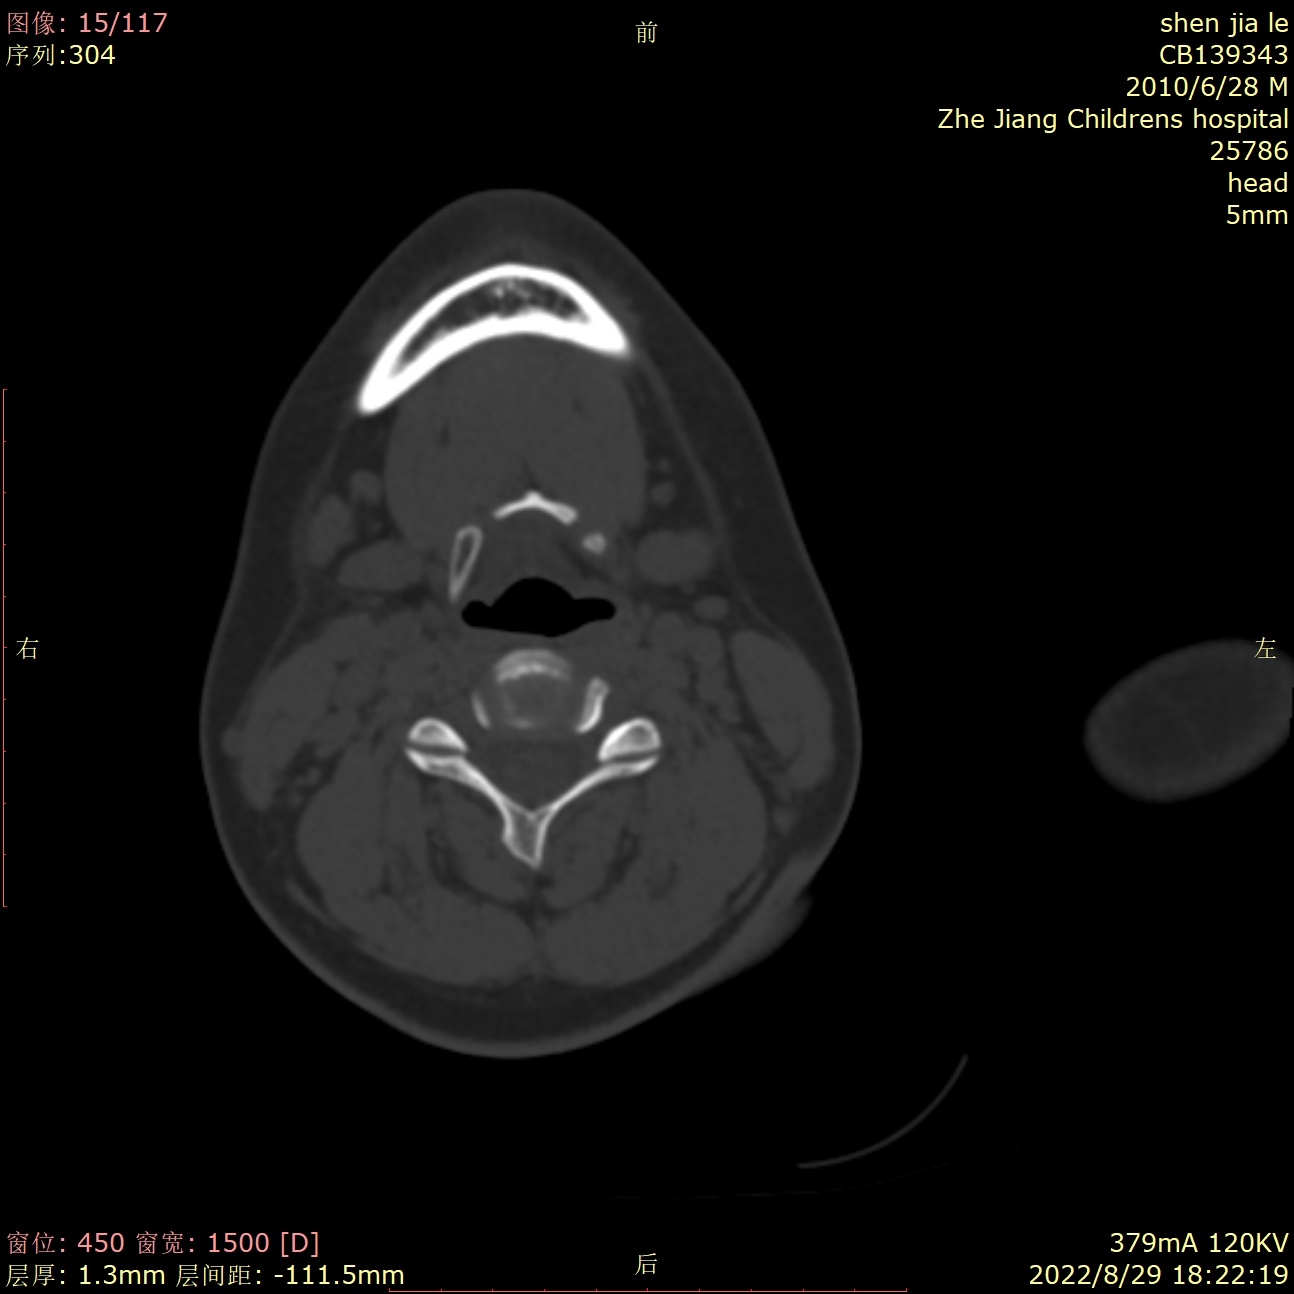 图像: 15/117
序列:304
前
shen jia le
CB139343
2010/6/28 M
Zhe Jiang Childrens hospital
25786
head
5mm
右
左
窗位: 450 窗宽: 1500 [D]
层厚: 1.3mm 层间距: -111.5mm
后
379mA 120KV
2022/8/29 18:22:19